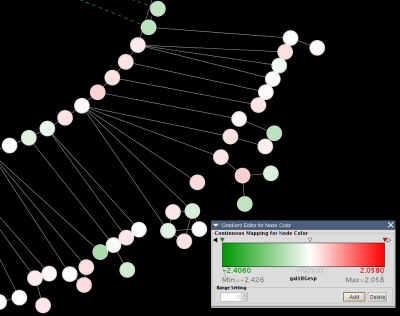 Gradient Editor for Node Color
Continuous Mapping for Node Color
-2.4060 2.0580
Min=-2.426 gal1RGexp Max=2.058
Range Setting
Add Delete